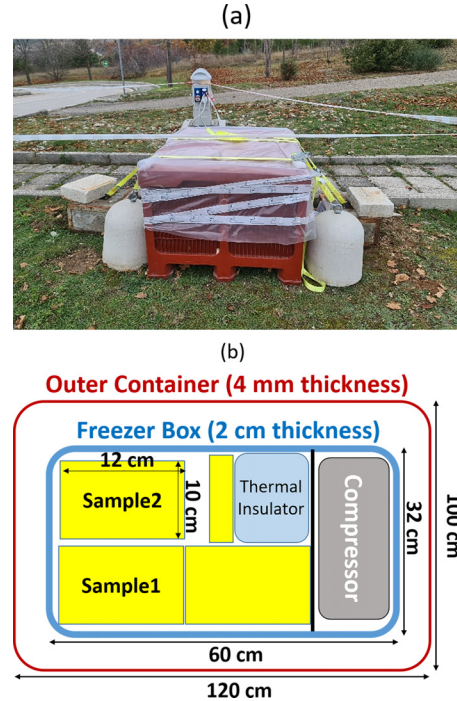 (a)
(b)
Outer Container (4 mm thickness)
Freezer Box (2 cm thickness)
12 cm
Sample2
10 cm
Thermal
Insulator
Compressor
32 cm
100 cm
Sample1
60 cm
120 cm